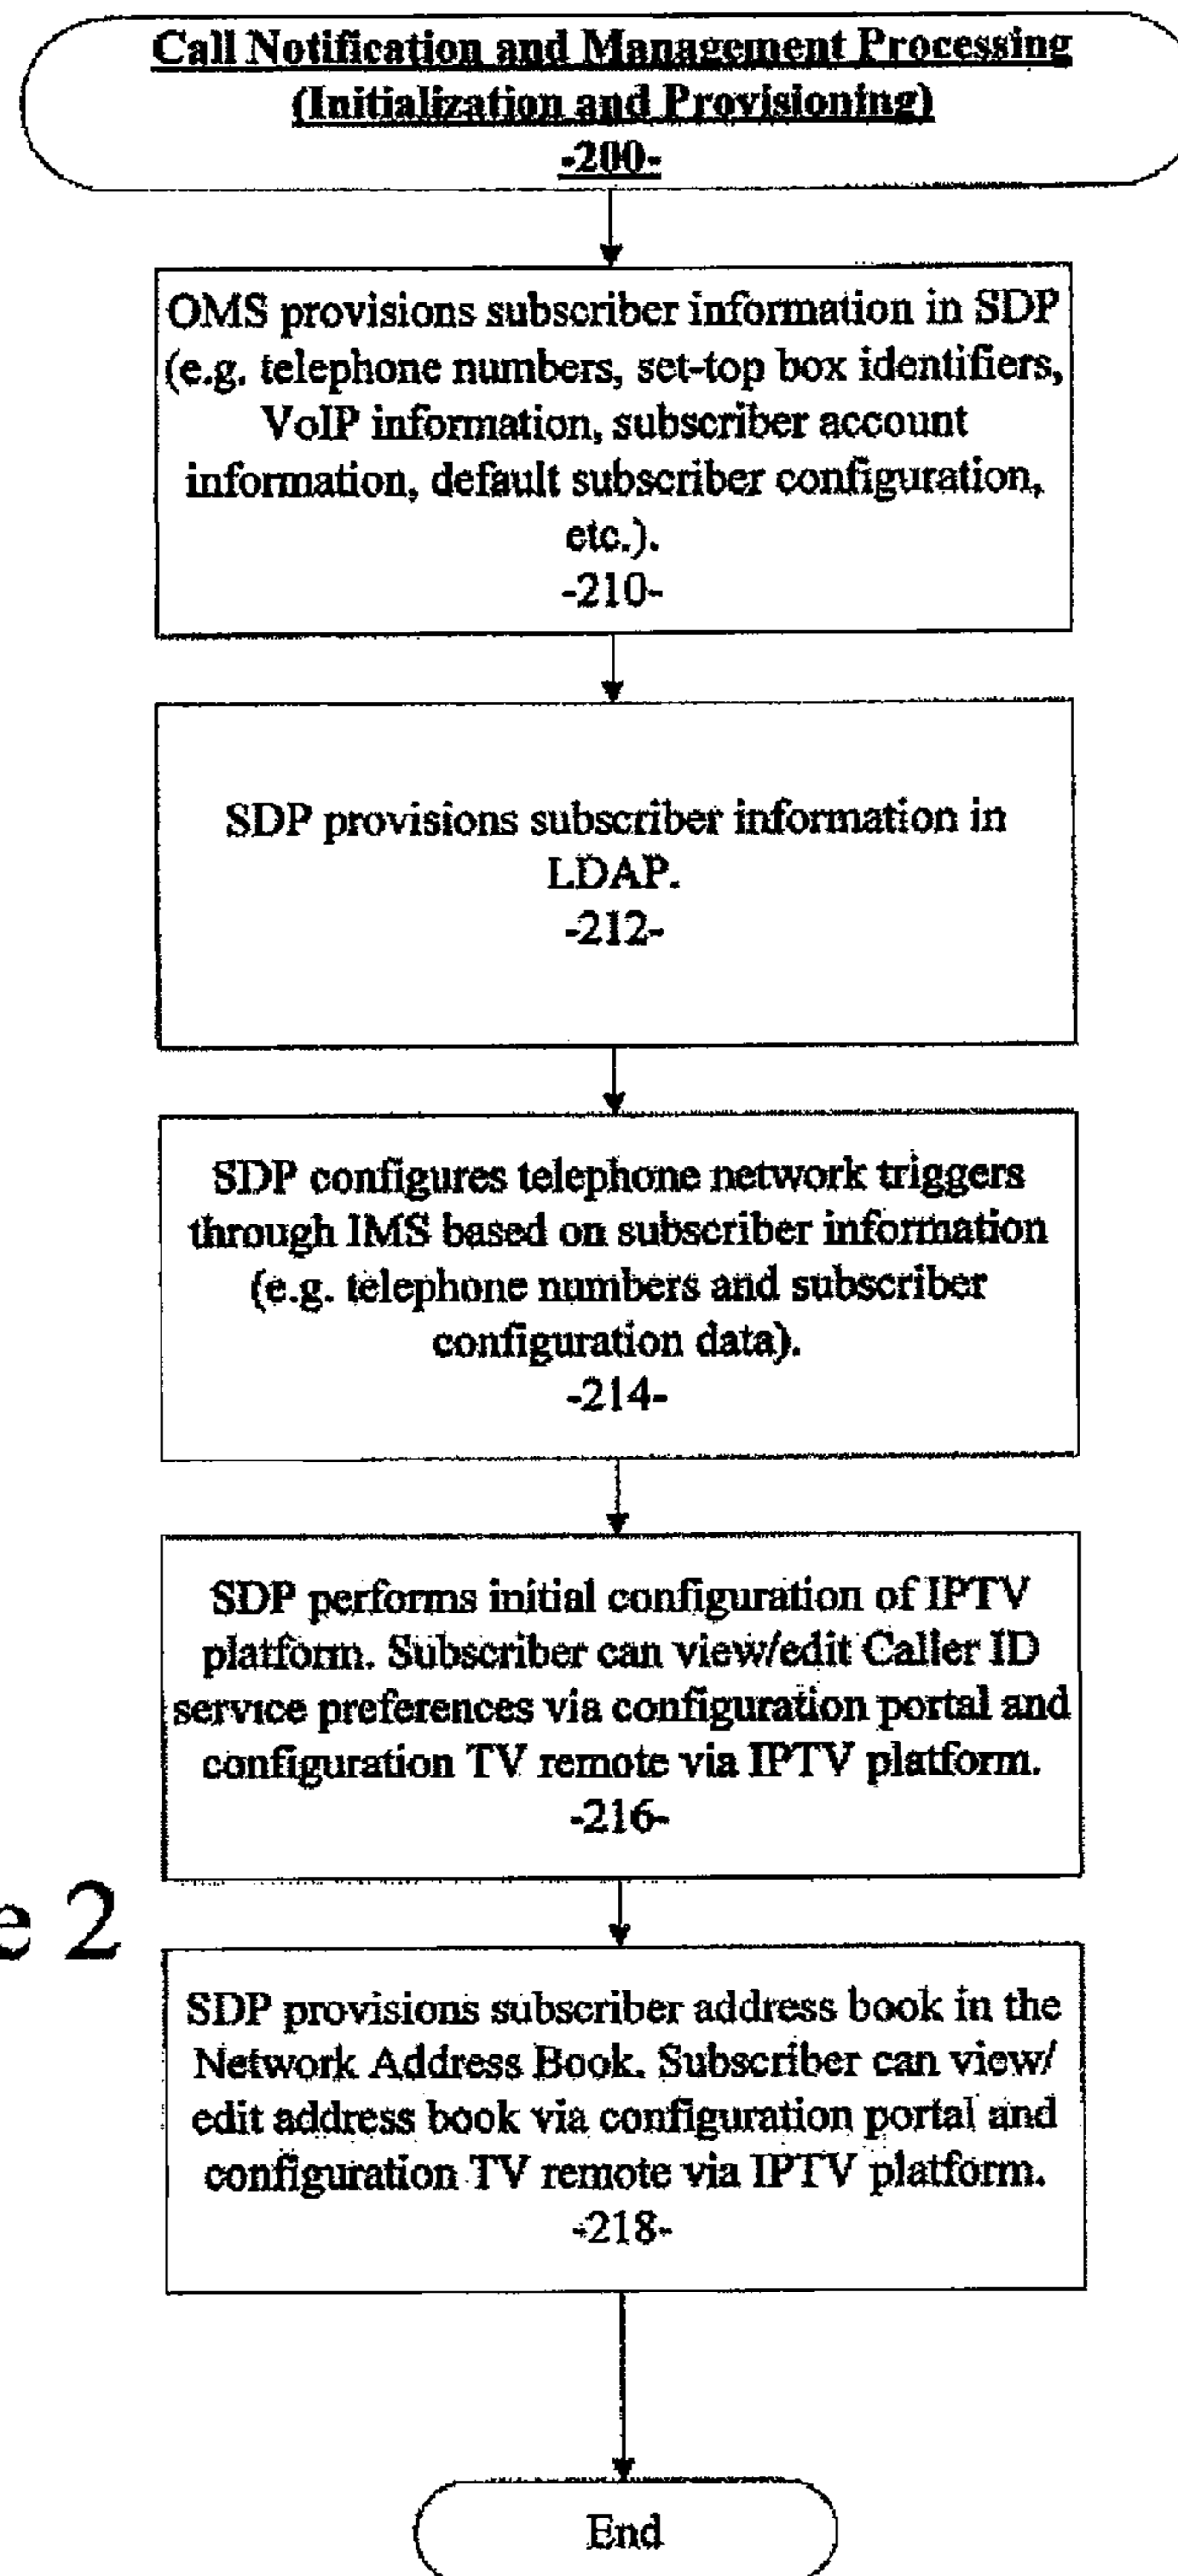 Call Notification and Management Processing
(Initialization and Provisioning)
-200-
OMS provisions subscriber information in SDP
(e.g. telephone numbers, set-top box identifiers,
VoIP information, subscriber account
information, default subscriber configuration,
etc.).
-210-
SDP provisions subscriber information in
LDAP.
-212-
SDP configures telephone network triggers
through IMS based on subscriber information
(e.g. telephone numbers and subscriber
configuration data).
-214-
SDP performs initial configuration of IPTV
platform. Subscriber can view/edit Caller ID
service preferences via configuration portal and
configuration TV remote via IPTV platform.
-216-
e 2
SDP provisions subscriber address book in the
Network Address Book. Subscriber can view/
edit address book via configuration portal and
configuration TV remote via IPTV platform.
-218-
End